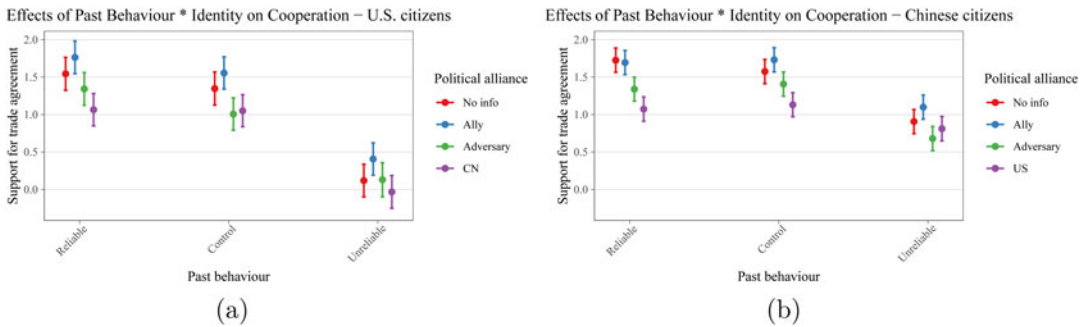 Effects of Past Behaviour * Identity on Cooperation − U.S. citizens
2.0
1.5
1.0
0.5
0.0
Support for trade agreement
Reliable
Control
Unreliable
Past behaviour
Political alliance
No info
Ally
Adversary
CN
(a)
Effects of Past Behaviour * Identity on Cooperation − Chinese citizens
2.0
1.5
1.0
0.5
0.0
Support for trade agreement
Reliable
Control
Unreliable
Past behaviour
Political alliance
No info
Ally
Adversary
US
(b)